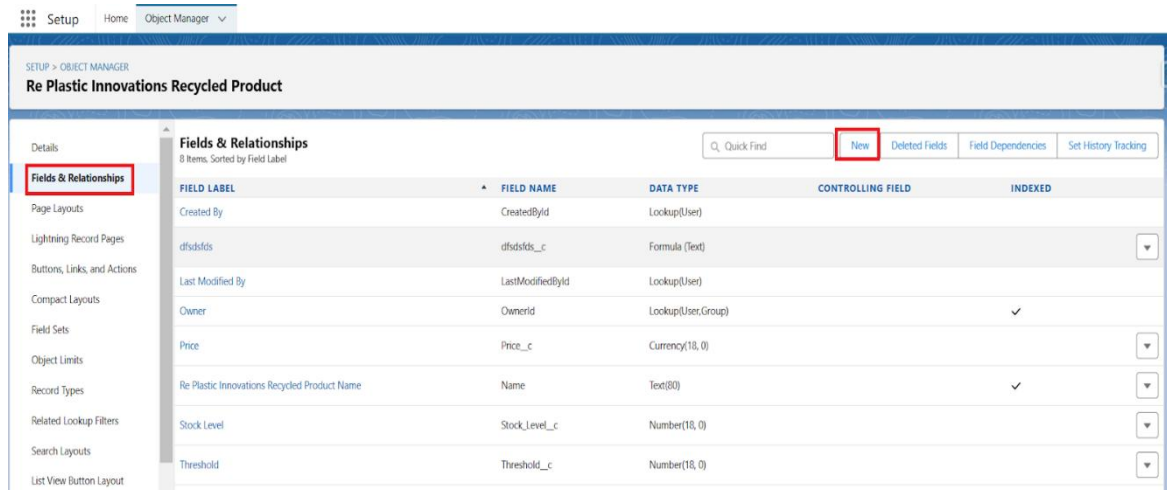 Setup Home Object Manager
SETUP > OBJECT MANAGER
Re Plastic Innovations Recycled Product
Details
Fields & Relationships
Page Layouts
Lightning Record Pages
Buttons, Links, and Actions
Compact Layouts
Field Sets
Object Limits
Record Types
Related Lookup Filters
Search Layouts
List View Button Layout
Fields & Relationships
8 Items, Sorted by Field Label
Quick Find New Deleted Fields Field Dependencies Set History Tracking
FIELD LABEL FIELD NAME DATA TYPE CONTROLLING FIELD INDEXED
Created By CreatedById Lookup(User)
dfsdsfds dfsdsfds__c Formula (Text)
Last Modified By LastModifiedById Lookup(User)
Owner OwnerId Lookup(User,Group)
Price Price__c Currency(18, 0)
Re Plastic Innovations Recycled Product Name Name Text(80)
Stock Level Stock_Level__c Number(18, 0)
Threshold Threshold__c Number(18, 0)